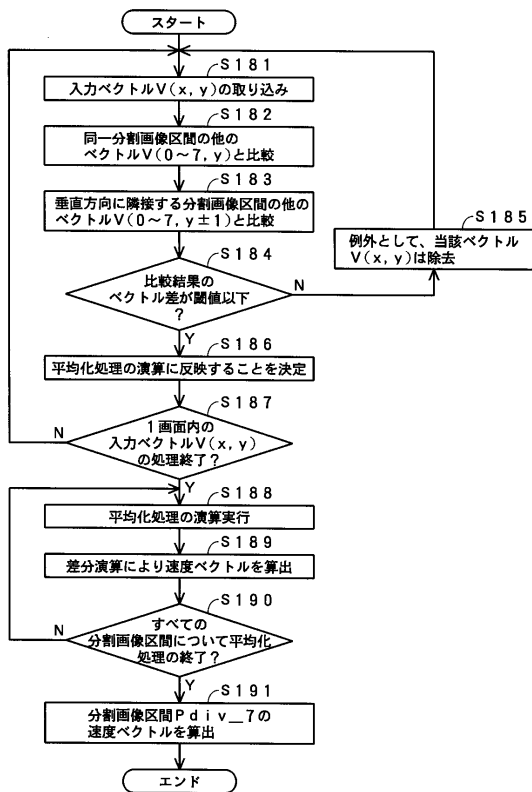 スタート
S181
入力ベクトルV(x, y)の取り込み
S182
同一分割画像区間の他の
ベクトルV(0〜7, y)と比較
S183
垂直方向に隣接する分割画像区間の他の
ベクトルV(0〜7, y±1)と比較
S184
比較結果の
ベクトル差が閾値以下
?
N
Y
S185
例外として、当該ベクトル
V(x, y)は除去
S186
平均化処理の演算に反映することを決定
S187
1画面内の
入力ベクトルV(x, y)
の処理終了?
N
Y
S188
平均化処理の演算実行
S189
差分演算により速度ベクトルを算出
S190
すべての
分割画像区間について平均化
処理の終了?
N
Y
S191
分割画像区間Pdiv_7の
速度ベクトルを算出
エンド